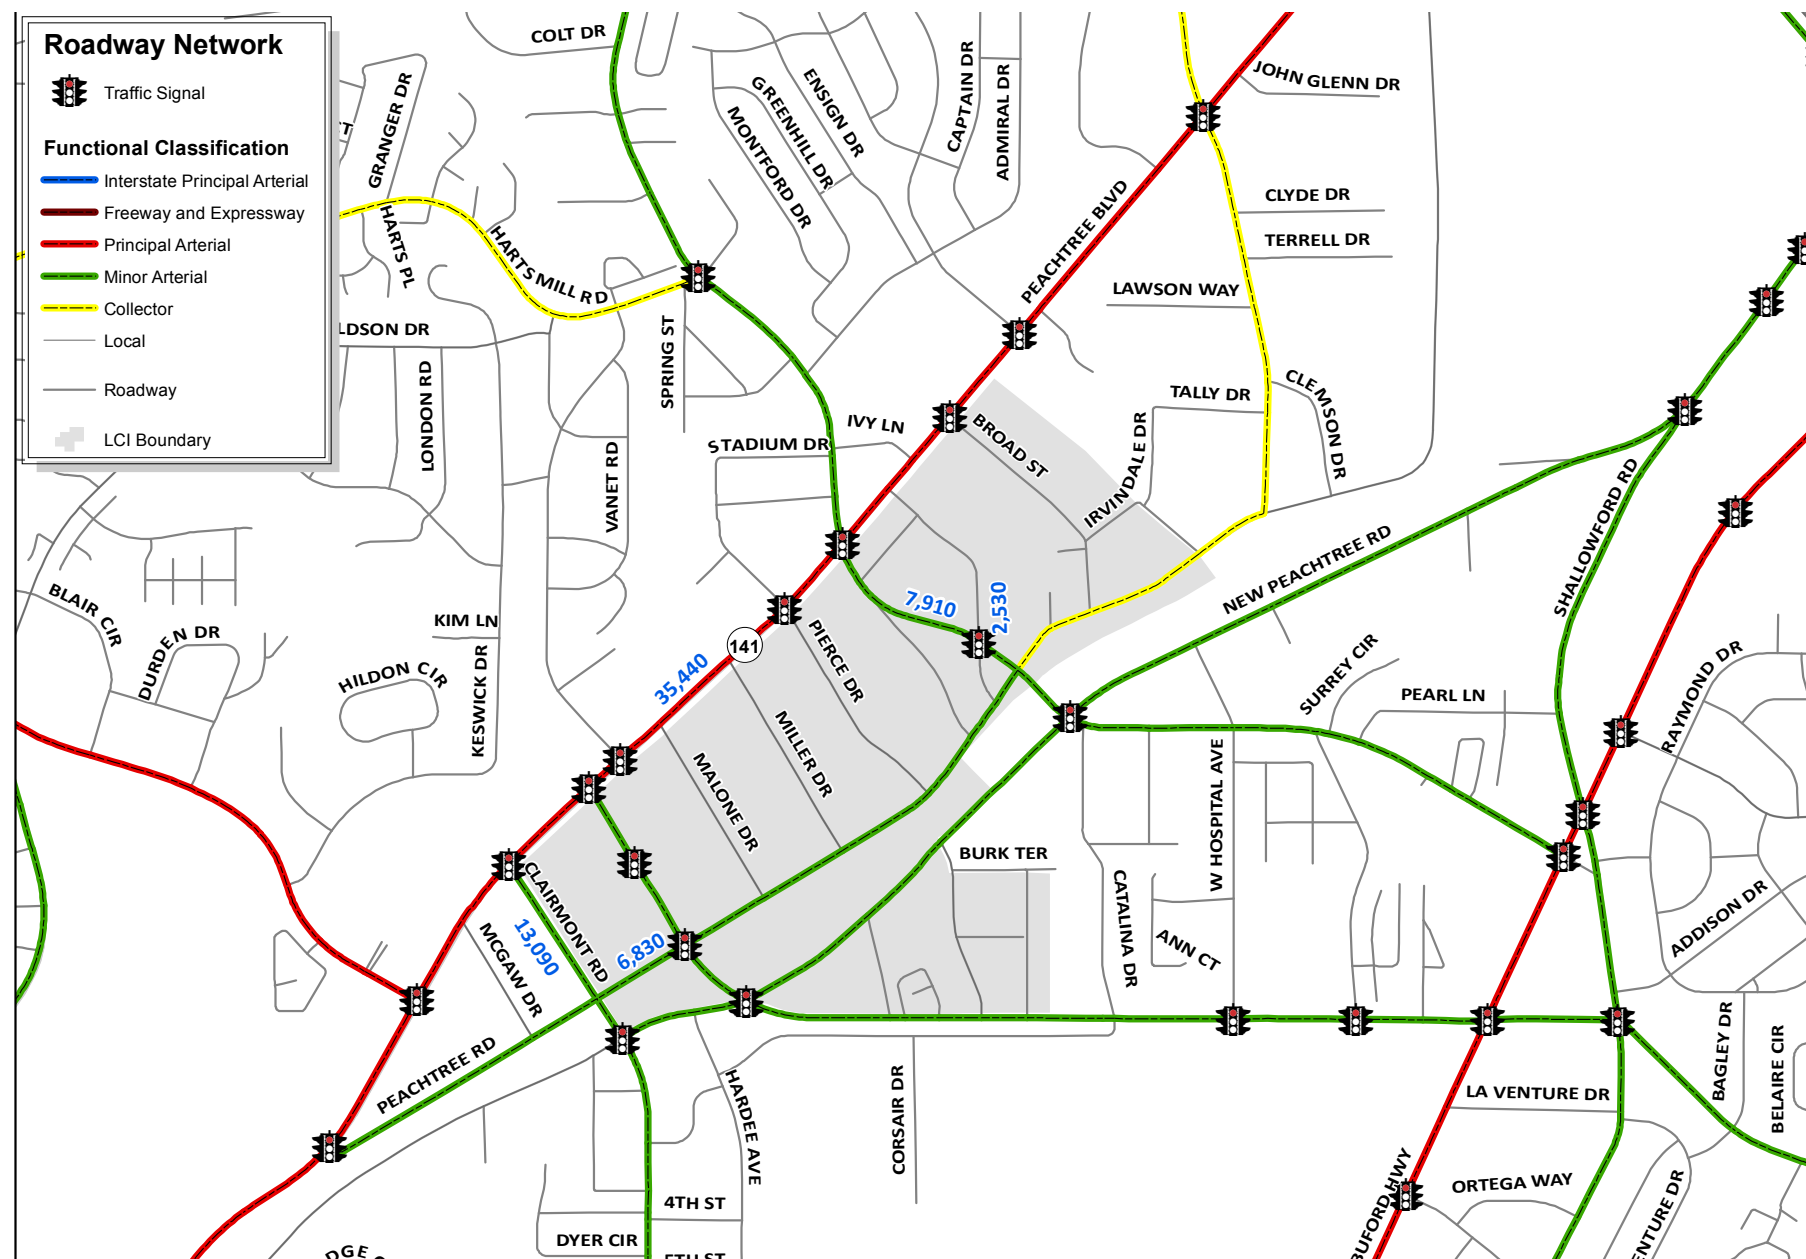 Roadway Network
Traffic Signal
Functional Classification
Interstate Principal Arterial
Freeway and Expressway
Principal Arterial
Minor Arterial
Collector
Local
Roadway
LCI Boundary
COLT DR
GRANGER DR
HARTS PL
HARTS MILL RD
LDSON DR
LONDON RD
SPRING ST
VANET RD
MONTFORD DR
GREENHILL DR
ENSIGN DR
CAPTAIN DR
ADMIRAL DR
JOHN GLENN DR
PEACHTREE BLVD
CLYDE DR
TERRELL DR
LAWSON WAY
TALLY DR
CLEMSON DR
IVY LN
STADIUM DR
BROAD ST
IRVINDALE DR
NEW PEACHTREE RD
SHALLOWFORD RD
BLAIR CIR
DURDEN DR
HILDON CIR
KIM LN
KESWICK DR
7,910
2,530
141
35,440
PIERCE DR
MILLER DR
MALONE DR
SURREY CIR
PEARL LN
RAYMOND DR
W HOSPITAL AVE
BURK TER
CATALINA DR
ANN CT
ADDISON DR
CLAIRMONT RD
13,090
6,830
MCGAW DR
PEACHTREE RD
HARDEE AVE
CORSAIR DR
BAGLEY DR
BELAIRE CIR
LA VENTURE DR
ORTEGA WAY
BUFORD HWY
ENTURE DR
4TH ST
DYER CIR
5TH ST
DGE